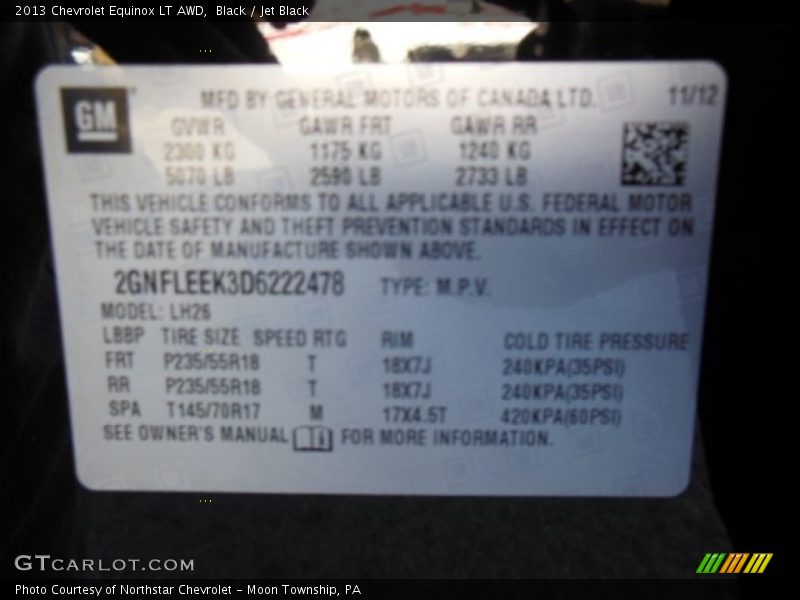 2013 Chevrolet Equinox LT AWD, Black / Jet Black
GM
MFD BY GENERAL MOTORS OF CANADA LTD. 11/12
GVWR GAWR FRT GAWR RR
2300 KG 1175 KG 1240 KG
5070 LB 2590 LB 2733 LB
THIS VEHICLE CONFORMS TO ALL APPLICABLE U.S. FEDERAL MOTOR
VEHICLE SAFETY AND THEFT PREVENTION STANDARDS IN EFFECT ON
THE DATE OF MANUFACTURE SHOWN ABOVE.
2GNFLEEK3D6222478 TYPE: M.P.V.
MODEL: LH26
LBBP TIRE SIZE SPEED RTG RIM COLD TIRE PRESSURE
FRT P235/55R18 T 18X7J 240KPA(35PSI)
RR P235/55R18 T 18X7J 240KPA(35PSI)
SPA T145/70R17 M 17X4.5T 420KPA(60PSI)
SEE OWNER'S MANUAL FOR MORE INFORMATION.
GTCARLOT.COM
Photo Courtesy of Northstar Chevrolet - Moon Township, PA